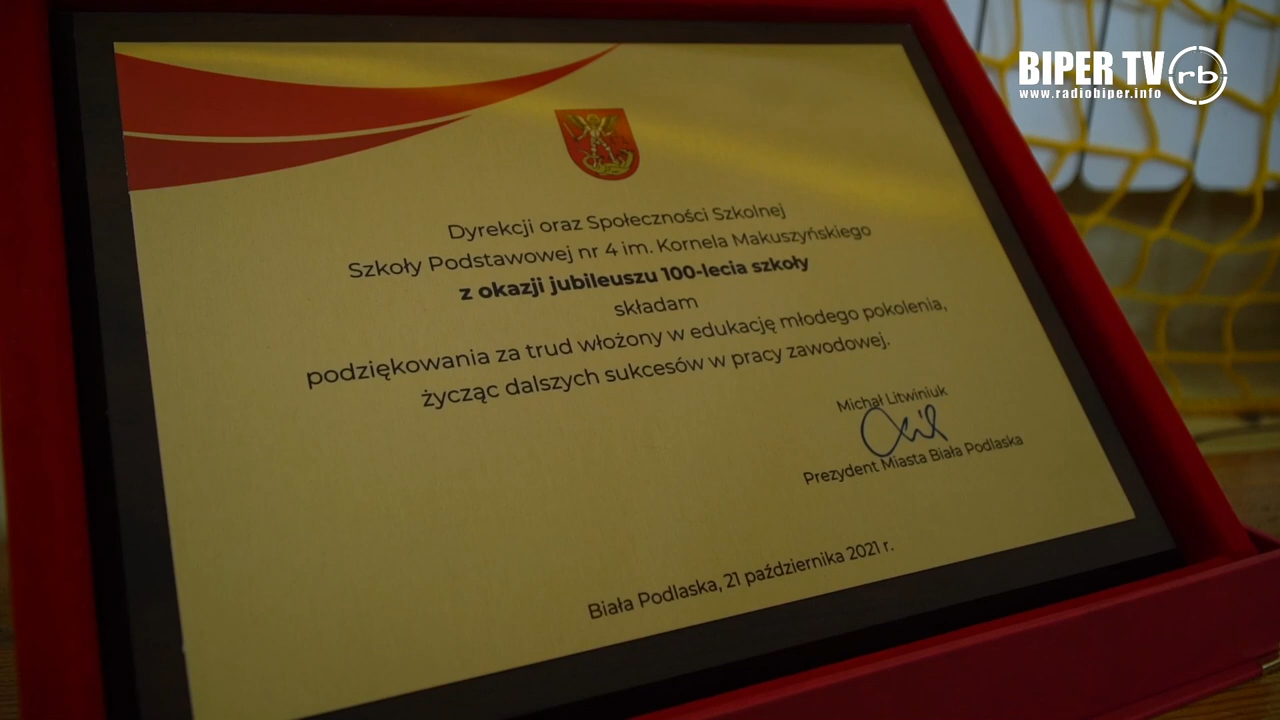 BIPER TV rb
www.radiobiper.info
Dyrekcji oraz Społeczności Szkolnej
Szkoły Podstawowej nr 4 im. Kornela Makuszyńskiego
z okazji jubileuszu 100-lecia szkoły
składam
podziękowania za trud włożony w edukację młodego pokolenia,
życząc dalszych sukcesów w pracy zawodowej.
Michał Litwiniuk
Prezydent Miasta Biała Podlaska
Biała Podlaska, 21 października 2021 r.